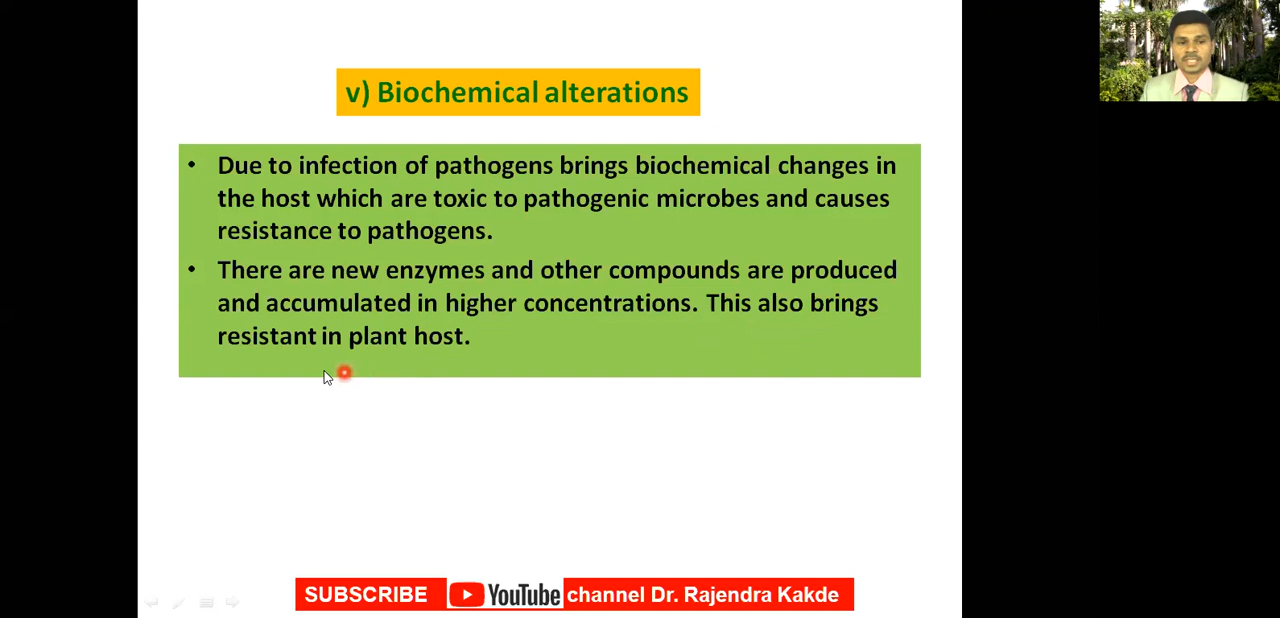 v) Biochemical alterations
• Due to infection of pathogens brings biochemical changes in
the host which are toxic to pathogenic microbes and causes
resistance to pathogens.
• There are new enzymes and other compounds are produced
and accumulated in higher concentrations. This also brings
resistant in plant host.
SUBSCRIBE YouTube channel Dr. Rajendra Kakde